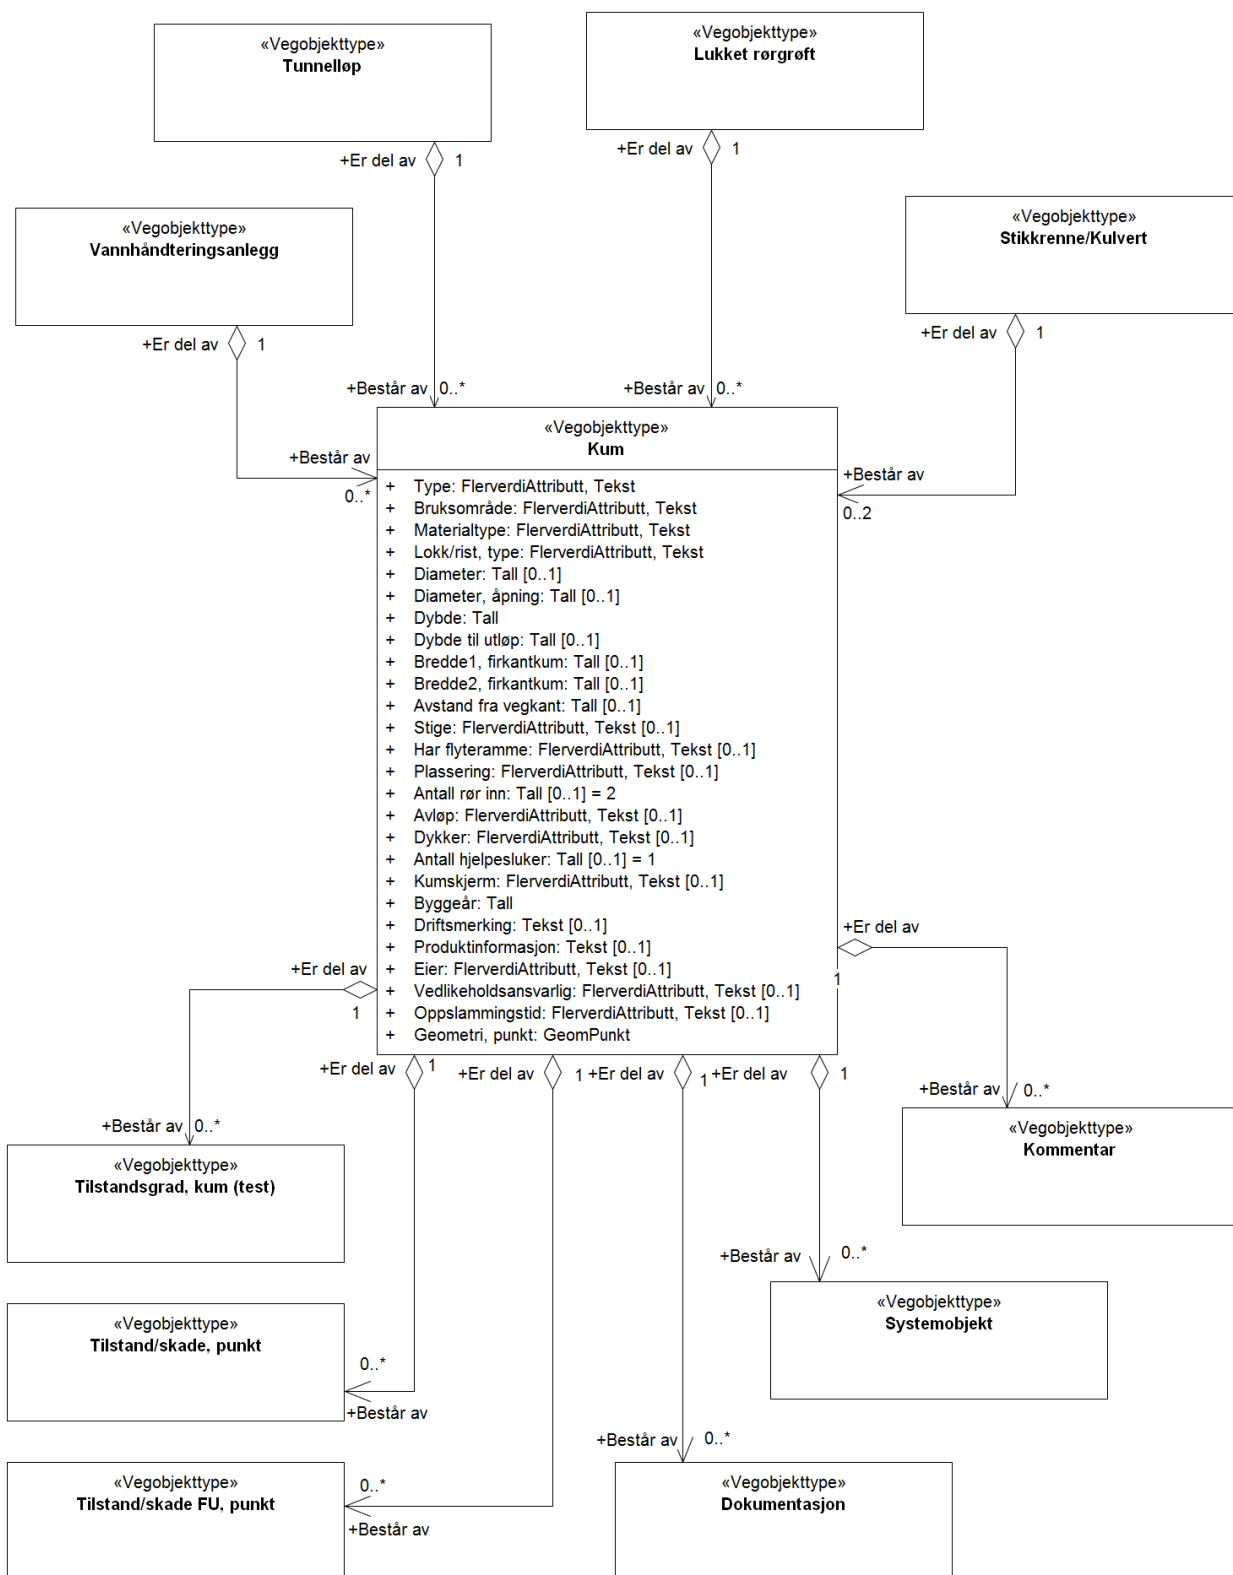 «Vegobjekttype»
Tunnelløp
«Vegobjekttype»
Lukket rørgrøft
+Er del av 1
+Er del av 1
«Vegobjekttype»
Vannhåndteringsanlegg
«Vegobjekttype»
Stikkrenne/Kulvert
+Er del av 1
+Er del av 1
+Består av 0..*
+Består av 0..*
+Består av
0..*
+Består av
0..2
«Vegobjekttype»
Kum
+ Type: FlerverdiAttributt, Tekst
+ Bruksområde: FlerverdiAttributt, Tekst
+ Materialtype: FlerverdiAttributt, Tekst
+ Lokk/rist, type: FlerverdiAttributt, Tekst
+ Diameter: Tall [0..1]
+ Diameter, åpning: Tall [0..1]
+ Dybde: Tall
+ Dybde til utløp: Tall [0..1]
+ Bredde1, firkantkum: Tall [0..1]
+ Bredde2, firkantkum: Tall [0..1]
+ Avstand fra vegkant: Tall [0..1]
+ Stige: FlerverdiAttributt, Tekst [0..1]
+ Har flyteramme: FlerverdiAttributt, Tekst [0..1]
+ Plassering: FlerverdiAttributt, Tekst [0..1]
+ Antall rør inn: Tall [0..1] = 2
+ Avløp: FlerverdiAttributt, Tekst [0..1]
+ Dykker: FlerverdiAttributt, Tekst [0..1]
+ Antall hjelpesluker: Tall [0..1] = 1
+ Kumskjerm: FlerverdiAttributt, Tekst [0..1]
+ Byggeår: Tall
+ Driftsmerking: Tekst [0..1]
+ Produktinformasjon: Tekst [0..1]
+ Eier: FlerverdiAttributt, Tekst [0..1]
+ Vedlikeholdsansvarlig: FlerverdiAttributt, Tekst [0..1]
+ Oppslammingstid: FlerverdiAttributt, Tekst [0..1]
+ Geometri, punkt: GeomPunkt
+Er del av
1
+Er del av
1
+Er del av 1
+Er del av 1
+Er del av 1
+Er del av 1
+Består av 0..*
«Vegobjekttype»
Kommentar
+Består av 0..*
«Vegobjekttype»
Tilstandsgrad, kum (test)
+Består av 0..*
«Vegobjekttype»
Systemobjekt
«Vegobjekttype»
Tilstand/skade, punkt
0..*
+Består av
+Består av 0..*
«Vegobjekttype»
Tilstand/skade FU, punkt
0..*
+Består av
«Vegobjekttype»
Dokumentasjon